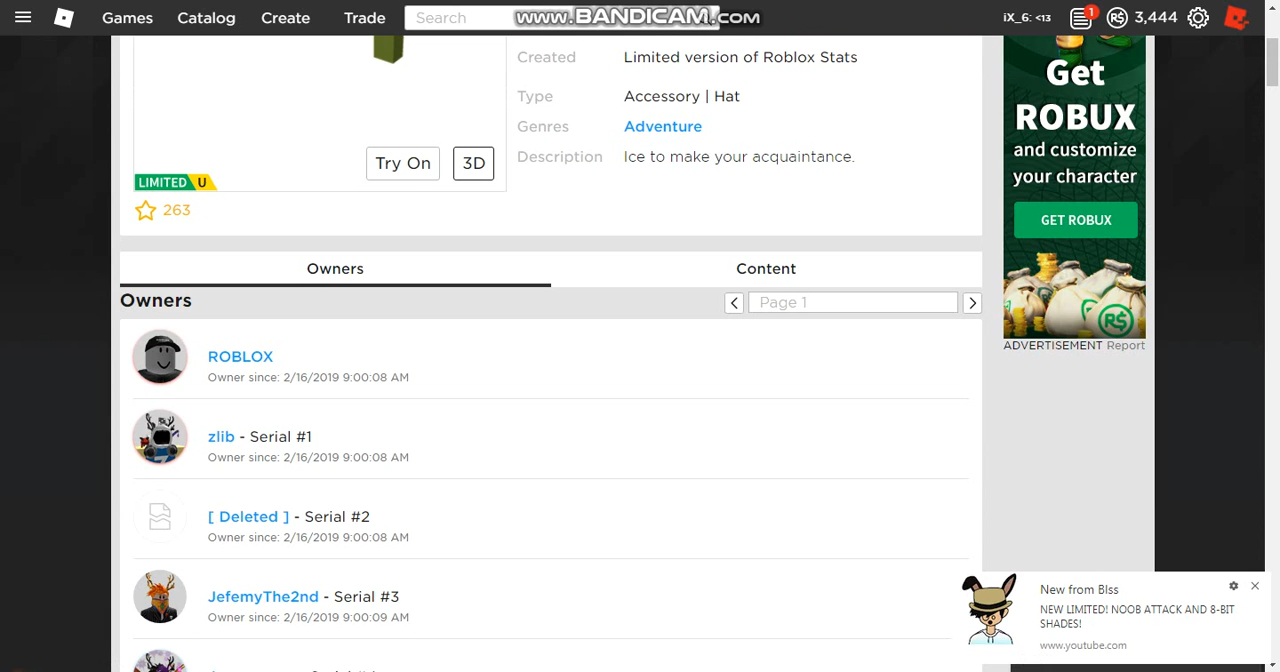 Games Catalog Create Trade Search www.BANDICAM.COM iX_6: <13 1 R$ 3,444
Created Limited version of Roblox Stats
Type Accessory | Hat
Genres Adventure
Description Ice to make your acquaintance.
Try On 3D
LIMITED U
263
Get
ROBUX
and customize
your character
GET ROBUX
R$
ADVERTISEMENT Report
Owners Content
Owners Page 1
ROBLOX
Owner since: 2/16/2019 9:00:08 AM
zlib - Serial #1
Owner since: 2/16/2019 9:00:08 AM
[ Deleted ] - Serial #2
Owner since: 2/16/2019 9:00:08 AM
JefemyThe2nd - Serial #3
Owner since: 2/16/2019 9:00:09 AM
New from Blss
NEW LIMITED! NOOB ATTACK AND 8-BIT
SHADES!
www.youtube.com